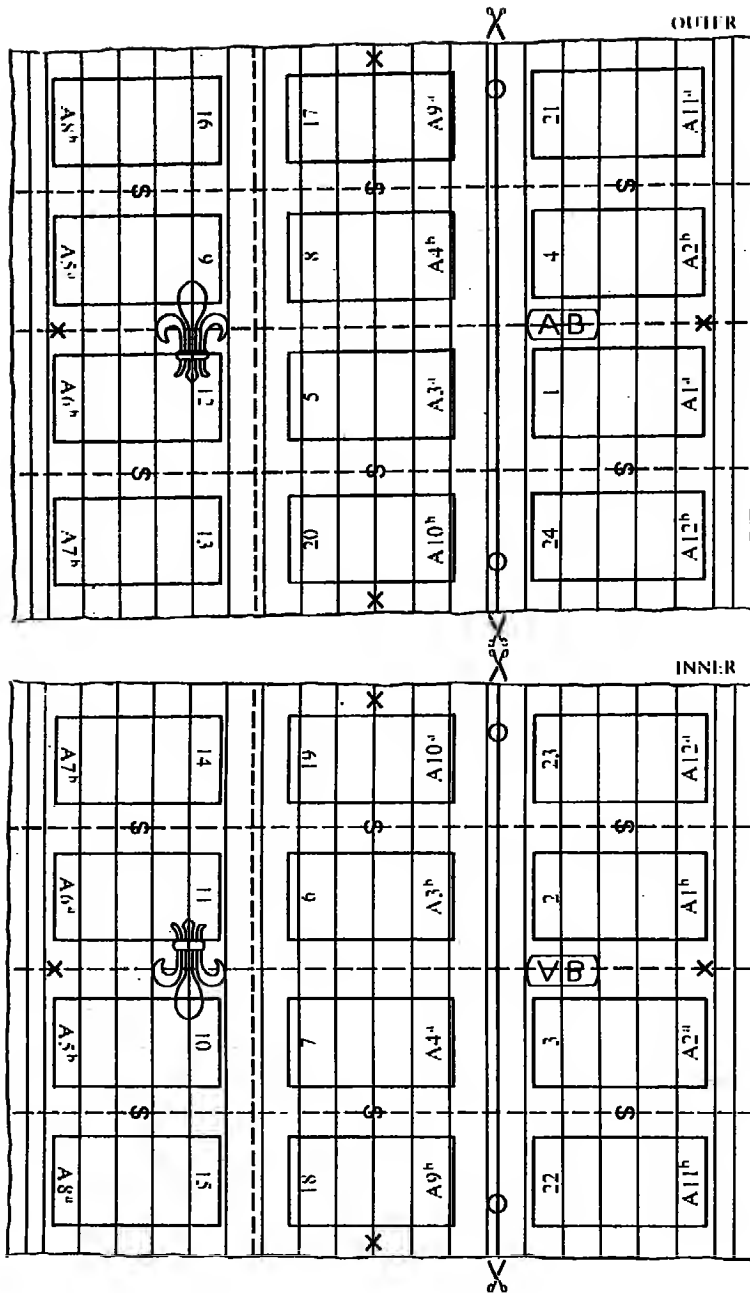 OUTER
A8ᵇ 16 17 A9ᵃ 21 A11ᵃ
S S S
A5ᵃ 9 8 A4ᵇ 4 A2ᵇ
AB
A6ᵇ 12 5 A3ᵃ 1 A1ᵃ
S S S
A7ᵇ 13 20 A10ᵇ 24 A12ᵇ
INNER
A7ᵇ 14 19 A10ᵃ 23 A12ᵃ
S S S
A6ᵃ 11 6 A3ᵇ 2 A1ᵇ
AB
A5ᵇ 10 7 A4ᵃ 3 A2ᵃ
S S S
A8ᵃ 15 18 A9ᵇ 22 A11ᵇ